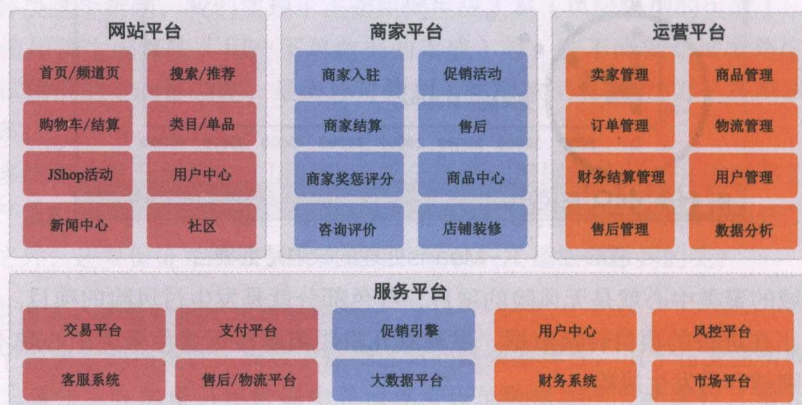 网站平台
首页/频道页 搜索/推荐
购物车/结算 类目/单品
JShop活动 用户中心
新闻中心 社区
商家平台
商家入驻 促销活动
商家结算 售后
商家奖惩评分 商品中心
咨询评价 店铺装修
运营平台
卖家管理 商品管理
订单管理 物流管理
财务结算管理 用户管理
售后管理 数据分析
服务平台
交易平台 支付平台 促销引擎 用户中心 风控平台
客服系统 售后/物流平台 大数据平台 财务系统 市场平台